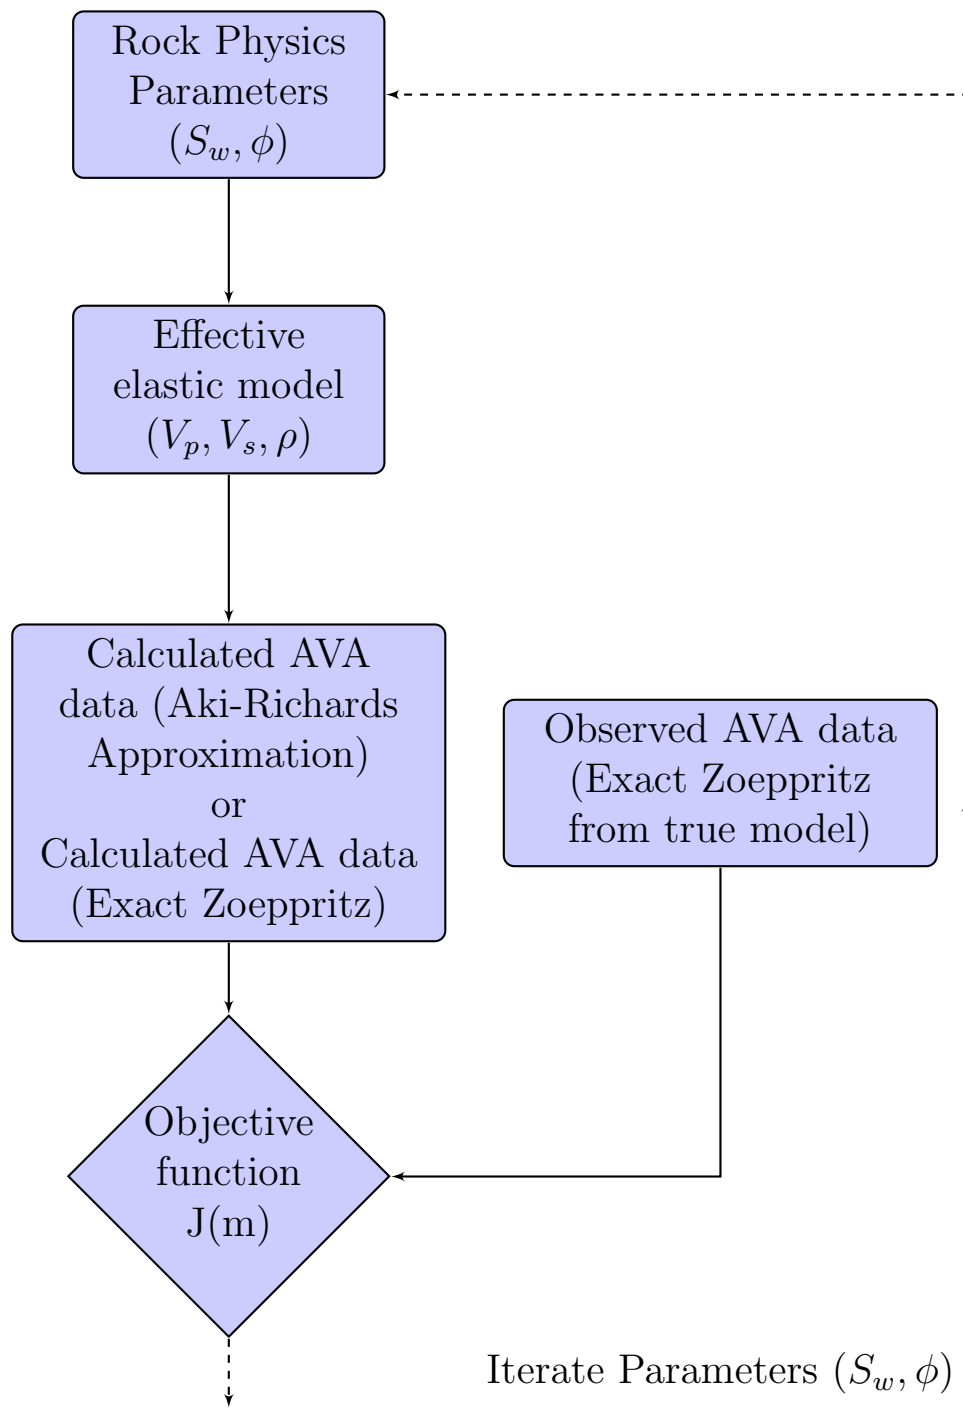 Rock Physics
Parameters
(S_w, ϕ)
Effective
elastic model
(V_p, V_s, ρ)
Calculated AVA
data (Aki-Richards
Approximation)
or
Calculated AVA data
(Exact Zoeppritz)
Observed AVA data
(Exact Zoeppritz
from true model)
Objective
function
J(m)
Iterate Parameters (S_w, ϕ)